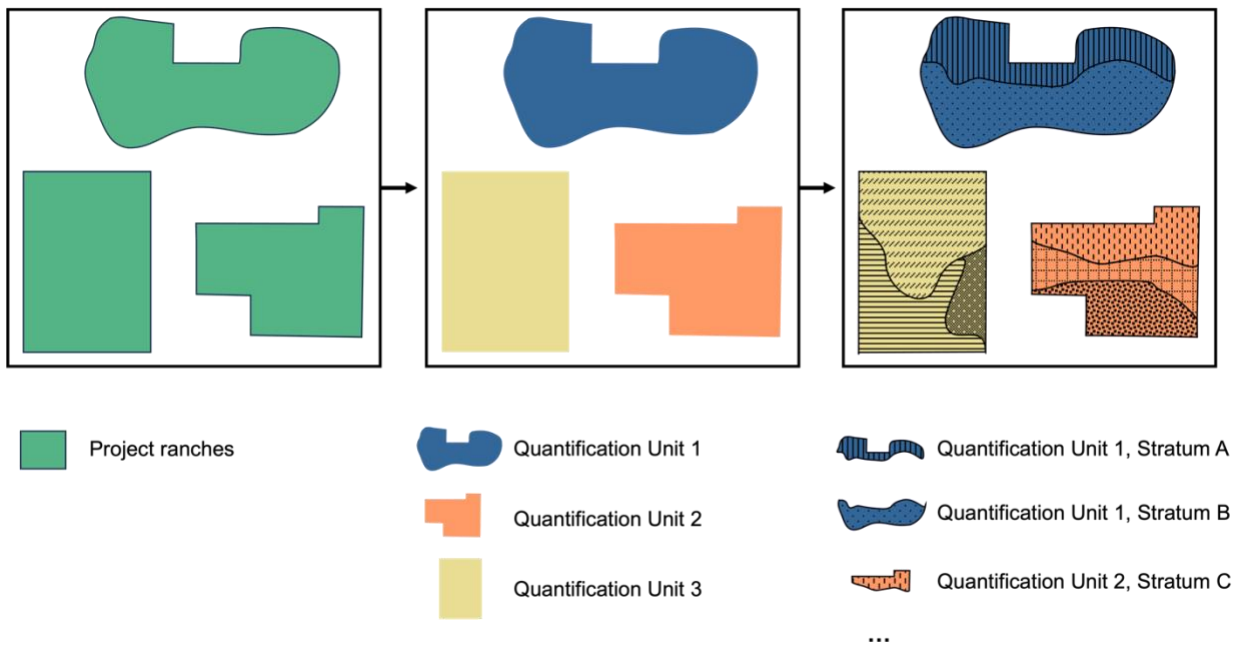 Project ranches
Quantification Unit 1
Quantification Unit 2
Quantification Unit 3
Quantification Unit 1, Stratum A
Quantification Unit 1, Stratum B
Quantification Unit 2, Stratum C
...